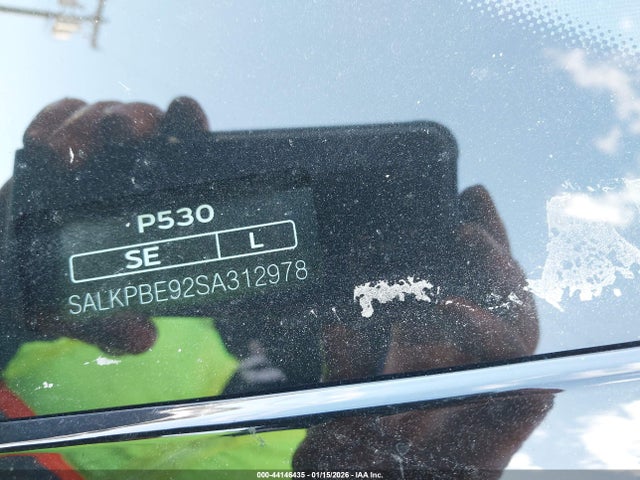 P530
SE L
SALKPBE92SA312978
000-44146435 - 01/15/2026 - IAA Inc.